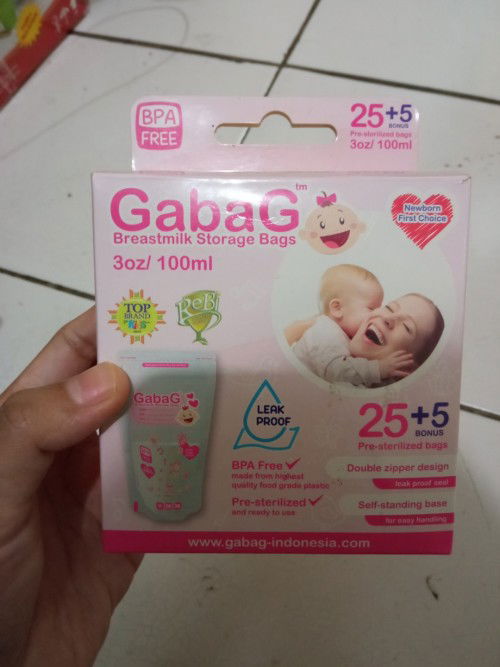 BPA
FREE
25+5
BONUS
Pre-sterilized bags
3oz/ 100ml
GabaG™
Breastmilk Storage Bags
3oz/ 100ml
Newborn
First Choice
TOP
BRAND
KIDS
ReBi
GabaG
LEAK
PROOF
25+5
BONUS
Pre-sterilized bags
BPA Free
made from highest
quality food grade plastic
Pre-sterilized
and ready to use
Double zipper design
leak proof seal
Self-standing base
for easy handling
www.gabag-indonesia.com